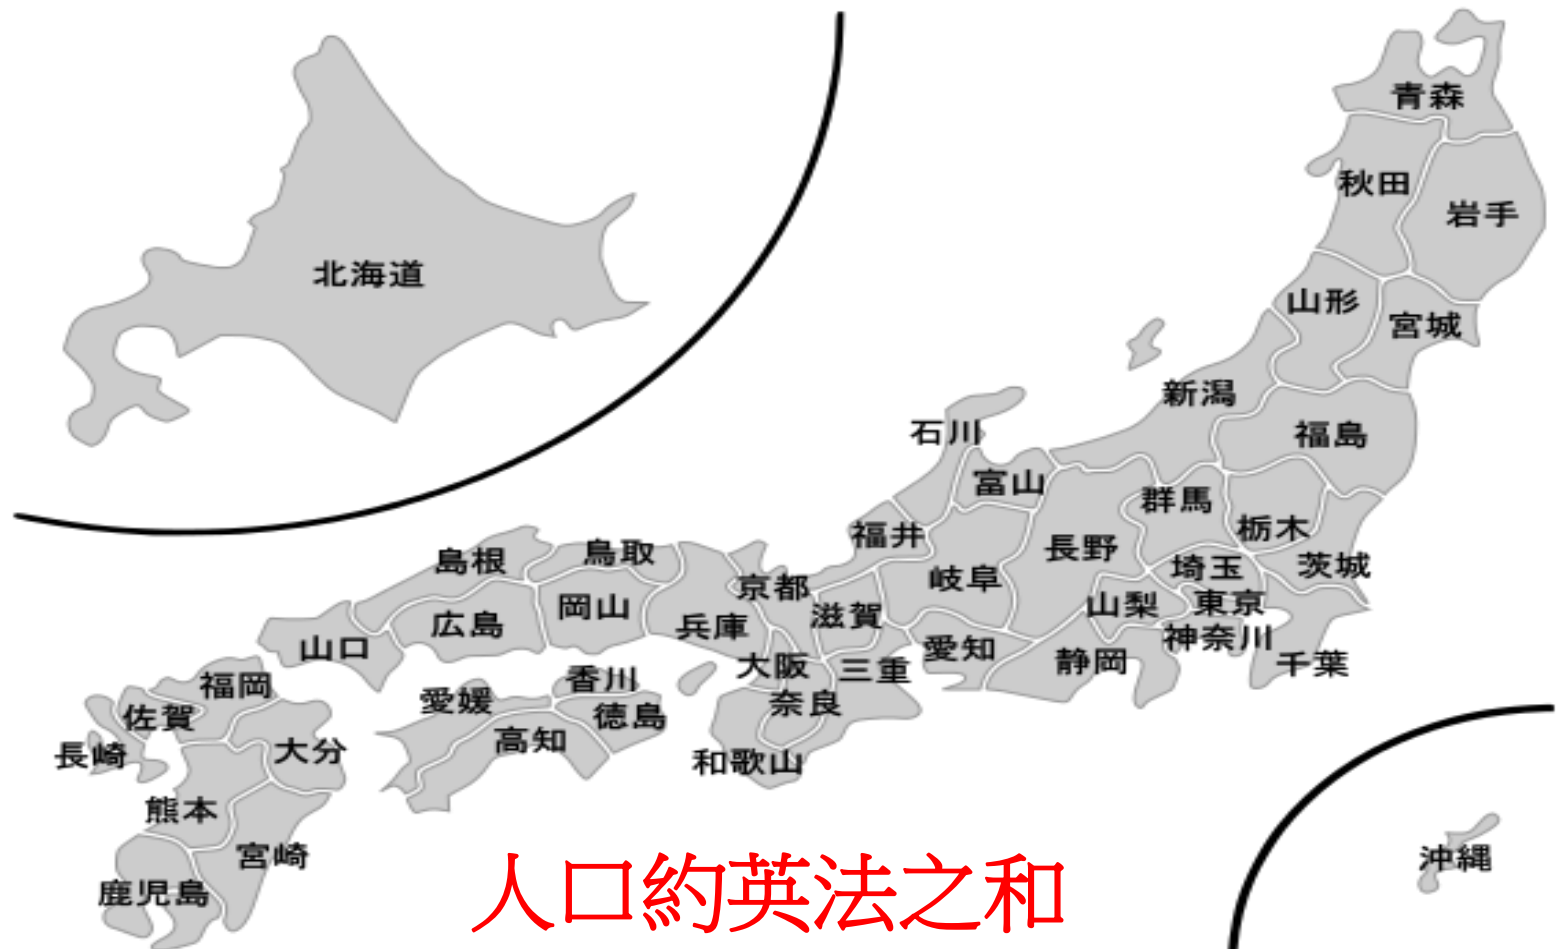 青森
秋田
岩手
北海道
山形
宮城
新潟
石川
福島
富山
群馬
福井
栃木
長野
島根
鳥取
茨城
埼玉
岐阜
京都
岡山
山梨
東京
滋賀
広島
兵庫
神奈川
山口
愛知
静岡
千葉
大阪
三重
香川
福岡
愛媛
奈良
佐賀
徳島
高知
大分
長崎
和歌山
熊本
宮崎
沖縄
鹿児島
人口約英法之和